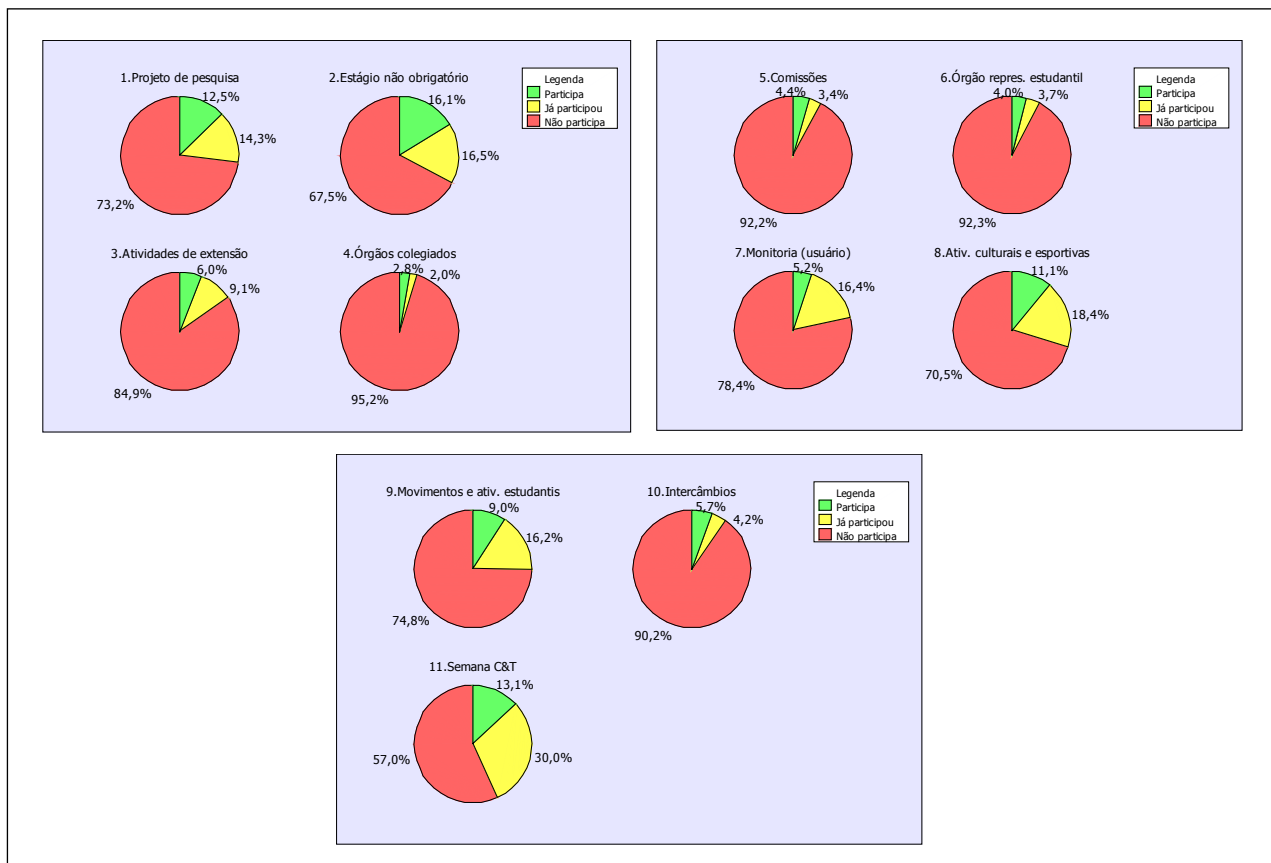 1.Projeto de pesquisa
12,5%
14,3%
73,2%
2.Estágio não obrigatório
16,1%
16,5%
67,5%
Legenda
Participa
Já participou
Não participa
3.Atividades de extensão
6,0%
9,1%
84,9%
4.Órgãos colegiados
2,8%
2,0%
95,2%
5.Comissões
4,4%
3,4%
92,2%
6.Órgão repres. estudantil
4,0%
3,7%
92,3%
Legenda
Participa
Já participou
Não participa
7.Monitoria (usuário)
5,2%
16,4%
78,4%
8.Ativ. culturais e esportivas
11,1%
18,4%
70,5%
9.Movimentos e ativ. estudantis
9,0%
16,2%
74,8%
10.Intercâmbios
5,7%
4,2%
90,2%
Legenda
Participa
Já participou
Não participa
11.Semana C&T
13,1%
30,0%
57,0%